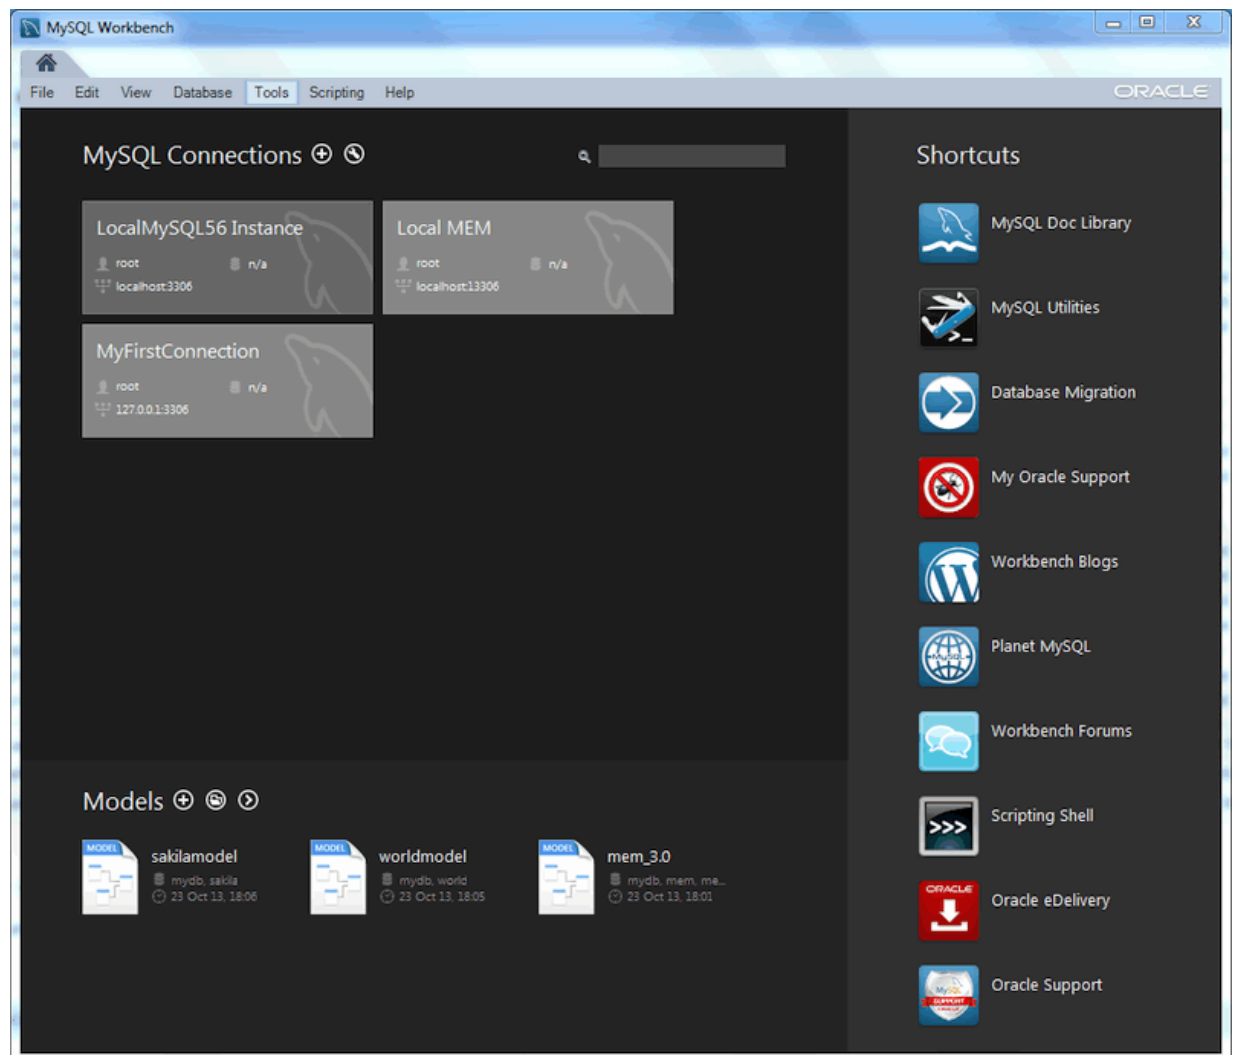 MySQL Workbench
File Edit View Database Tools Scripting Help ORACLE
MySQL Connections
LocalMySQL56 Instance
root n/a
localhost:3306
Local MEM
root n/a
localhost:13306
MyFirstConnection
root n/a
127.0.0.1:3306
Models
MODEL
sakilamodel
mydb, sakila
23 Oct 13, 18:06
MODEL
worldmodel
mydb, world
23 Oct 13, 18:05
MODEL
mem_3.0
mydb, mem, me...
23 Oct 13, 18:01
Shortcuts
MySQL Doc Library
MySQL Utilities
Database Migration
My Oracle Support
Workbench Blogs
MySQL
Planet MySQL
Workbench Forums
>>>
Scripting Shell
ORACLE
Oracle eDelivery
MySQL
SUPPORT
Oracle Support